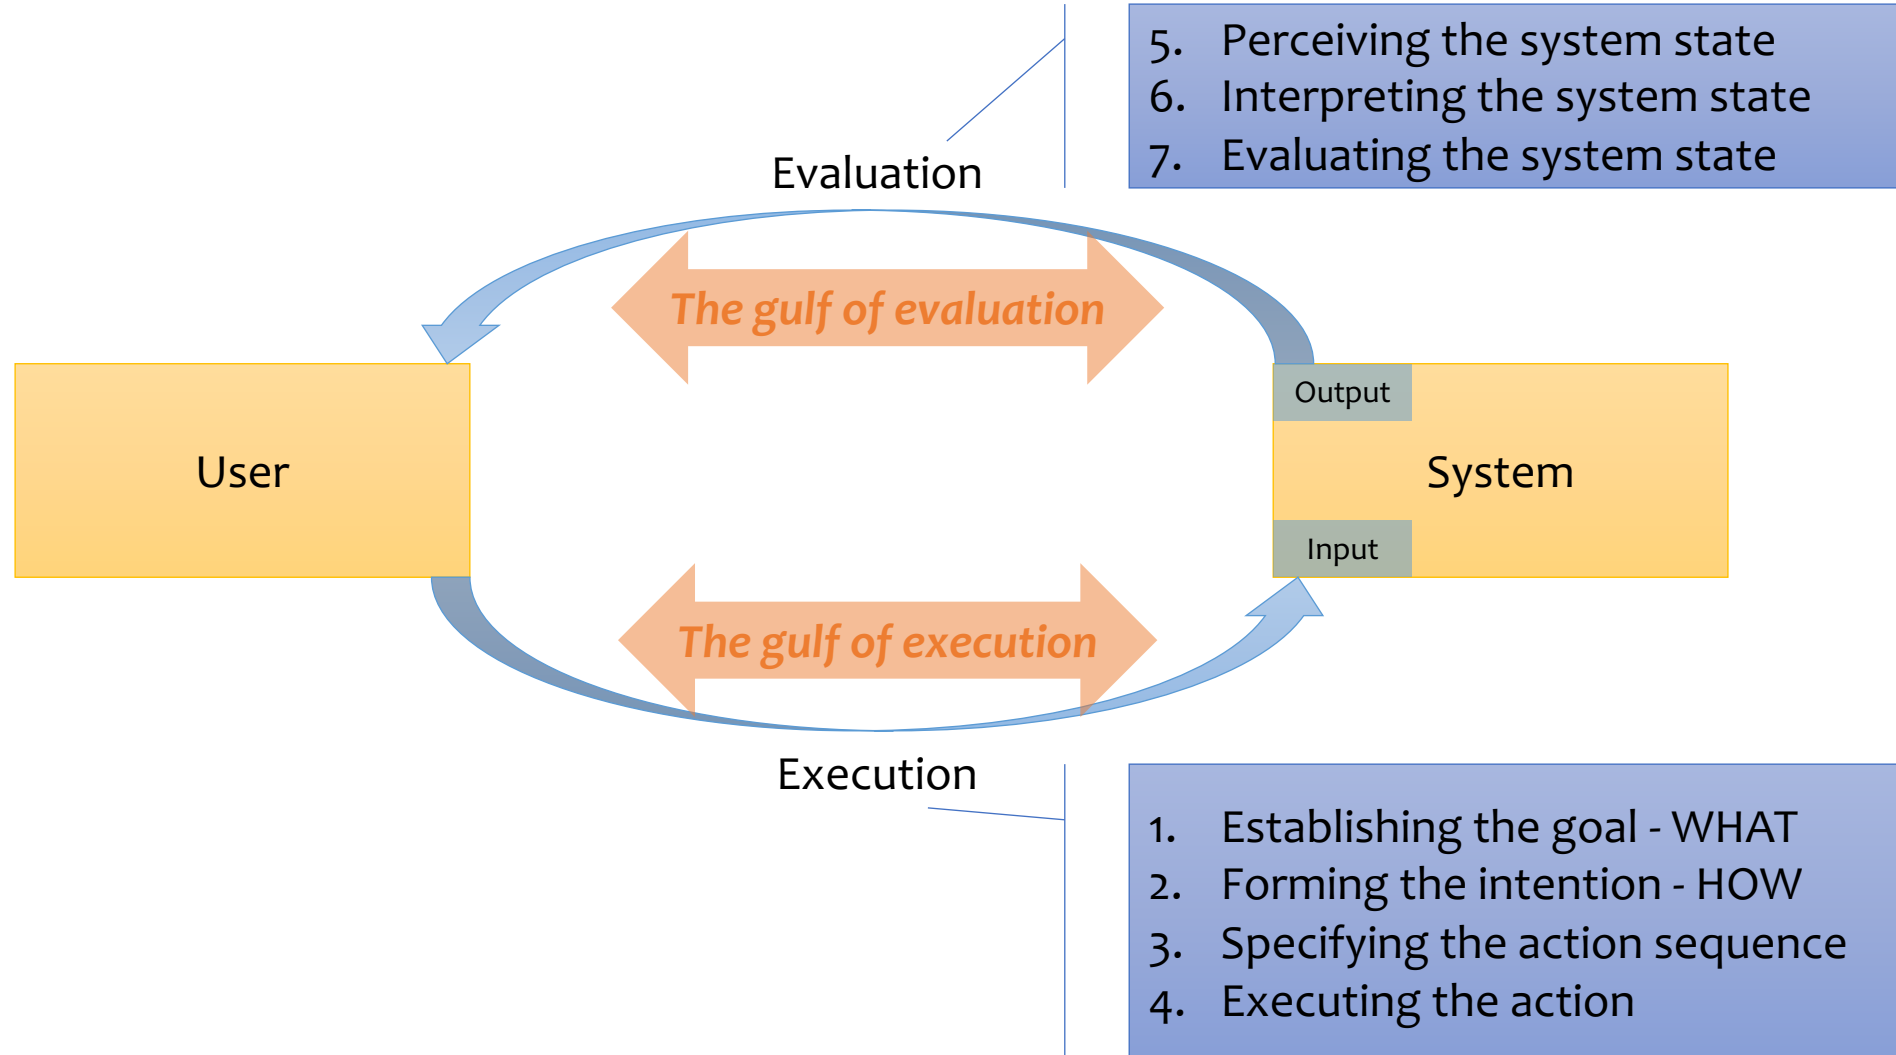 5. Perceiving the system state
6. Interpreting the system state
7. Evaluating the system state
Evaluation
The gulf of evaluation
Output
User
System
Input
The gulf of execution
Execution
1. Establishing the goal - WHAT
2. Forming the intention - HOW
3. Specifying the action sequence
4. Executing the action